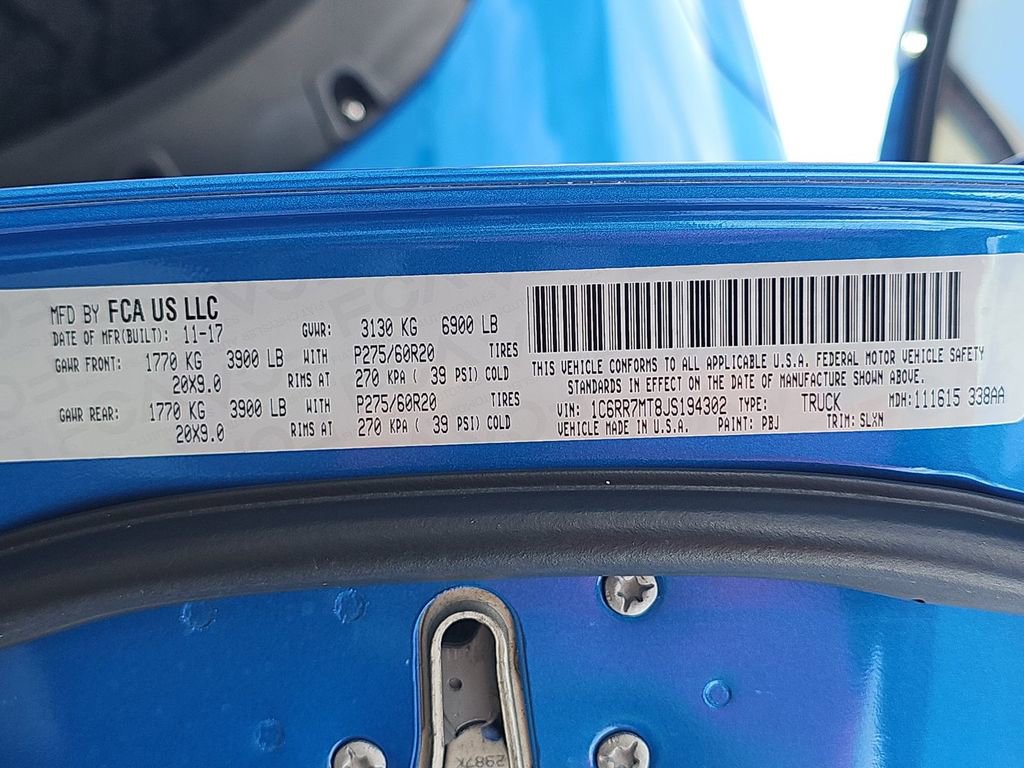 MFD BY FCA US LLC
DATE OF MFR(BUILT): 11-17 GVWR: 3130 KG 6900 LB
GAWR FRONT: 1770 KG 3900 LB WITH P275/60R20 TIRES
20X9.0 RIMS AT 270 KPA ( 39 PSI) COLD
GAWR REAR: 1770 KG 3900 LB WITH P275/60R20 TIRES
20X9.0 RIMS AT 270 KPA ( 39 PSI) COLD
THIS VEHICLE CONFORMS TO ALL APPLICABLE U.S.A. FEDERAL MOTOR VEHICLE SAFETY
STANDARDS IN EFFECT ON THE DATE OF MANUFACTURE SHOWN ABOVE.
VIN: 1C6RR7MT8JS194302 TYPE: TRUCK MDH:111615 338AA
VEHICLE MADE IN U.S.A. PAINT: PBJ TRIM: SLXN
2987K